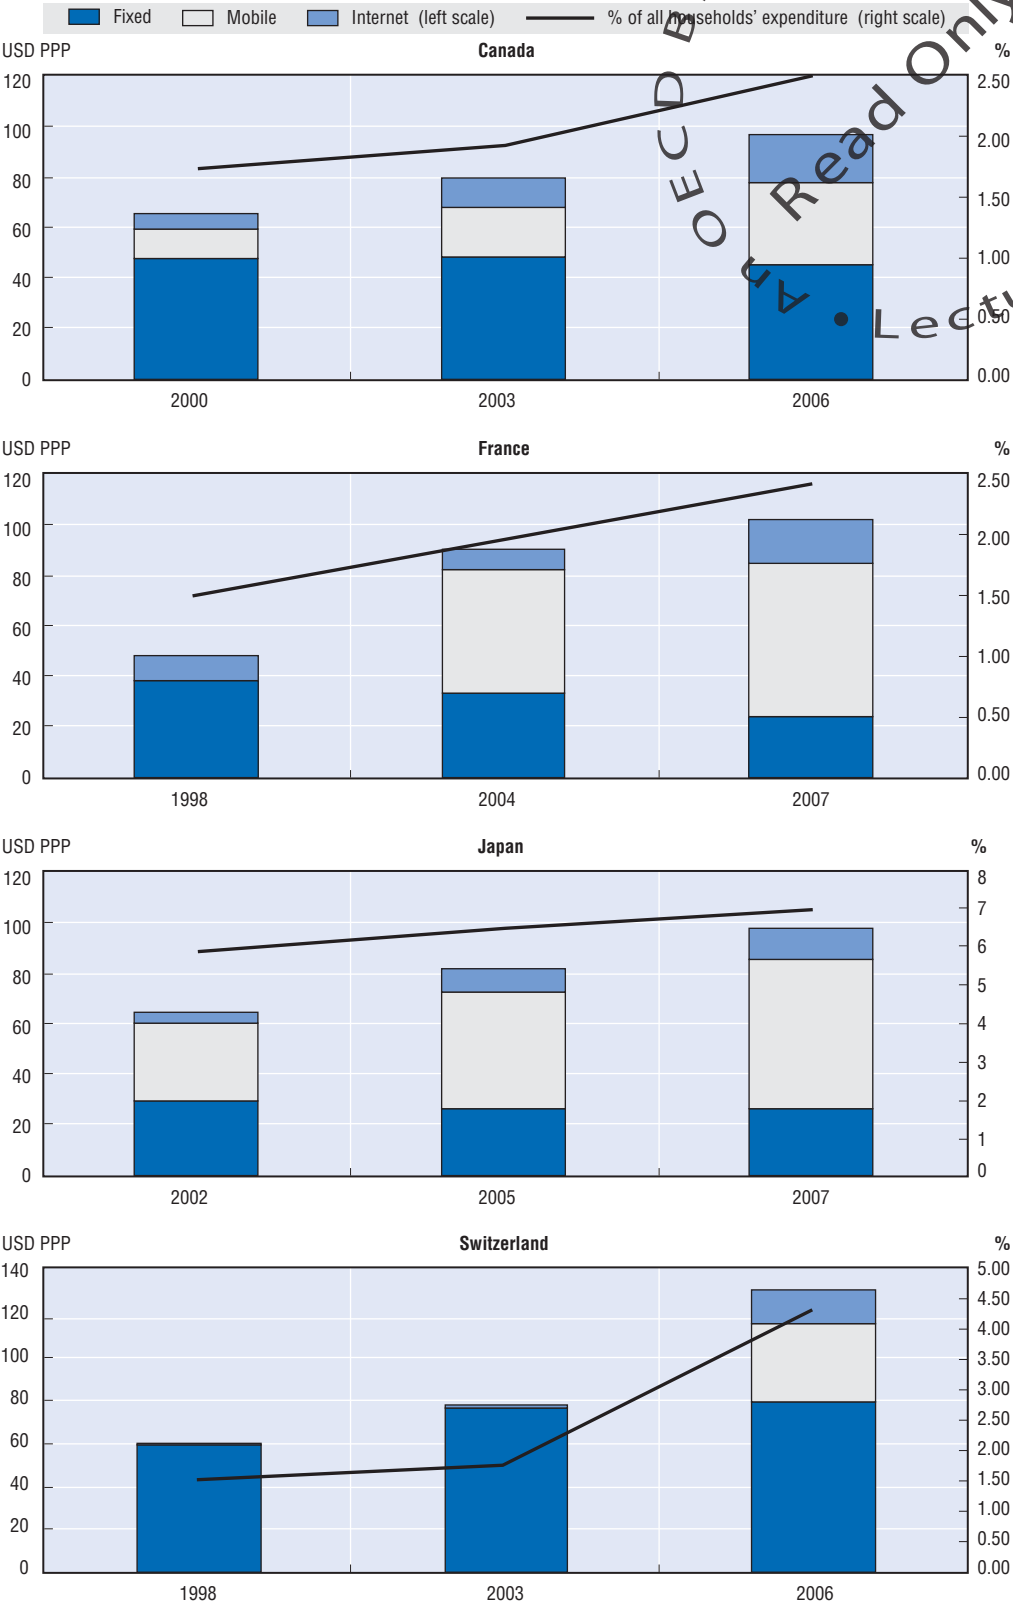 Fixed Mobile Internet (left scale) % of all households' expenditure (right scale)
USD PPP Canada %
120 2.50
100 2.00
80 1.50
60 1.00
40 0.50
20
0 0.00
2000 2003 2006
OECD B
Read Only
A
Lectu
USD PPP France %
120 2.50
100 2.00
80 1.50
60 1.00
40 0.50
20
0 0.00
1998 2004 2007
USD PPP Japan %
120 8
100 7
80 6
60 5
40 4
20 3
0 2
1
0
2002 2005 2007
USD PPP Switzerland %
140 5.00
120 4.50
100 4.00
80 3.50
60 3.00
40 2.50
20 2.00
0 1.50
1.00
0.50
0.00
1998 2003 2006